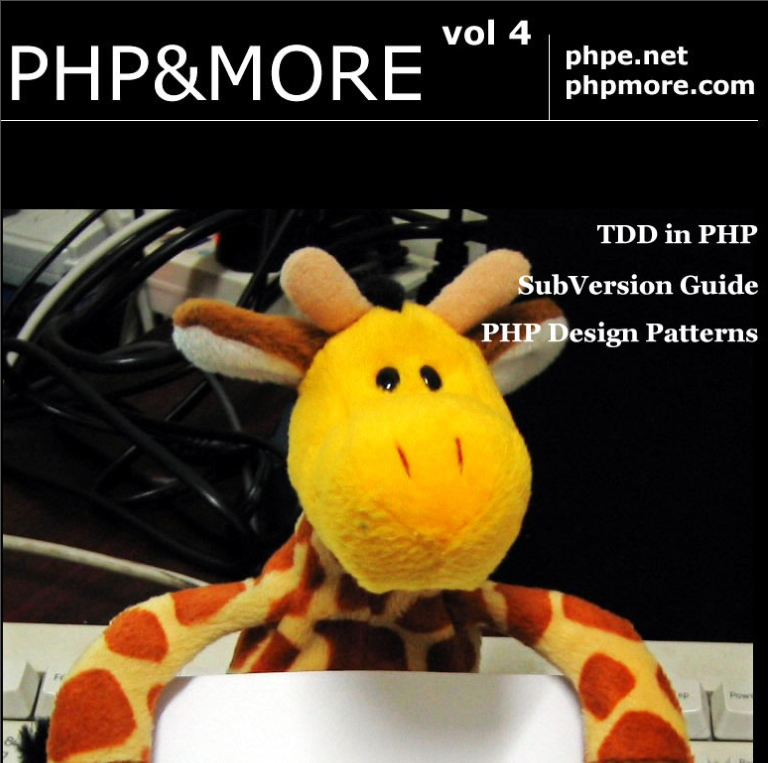 PHP&MORE
vol 4
phpe.net
phpmore.com
TDD in PHP
SubVersion Guide
PHP Design Patterns